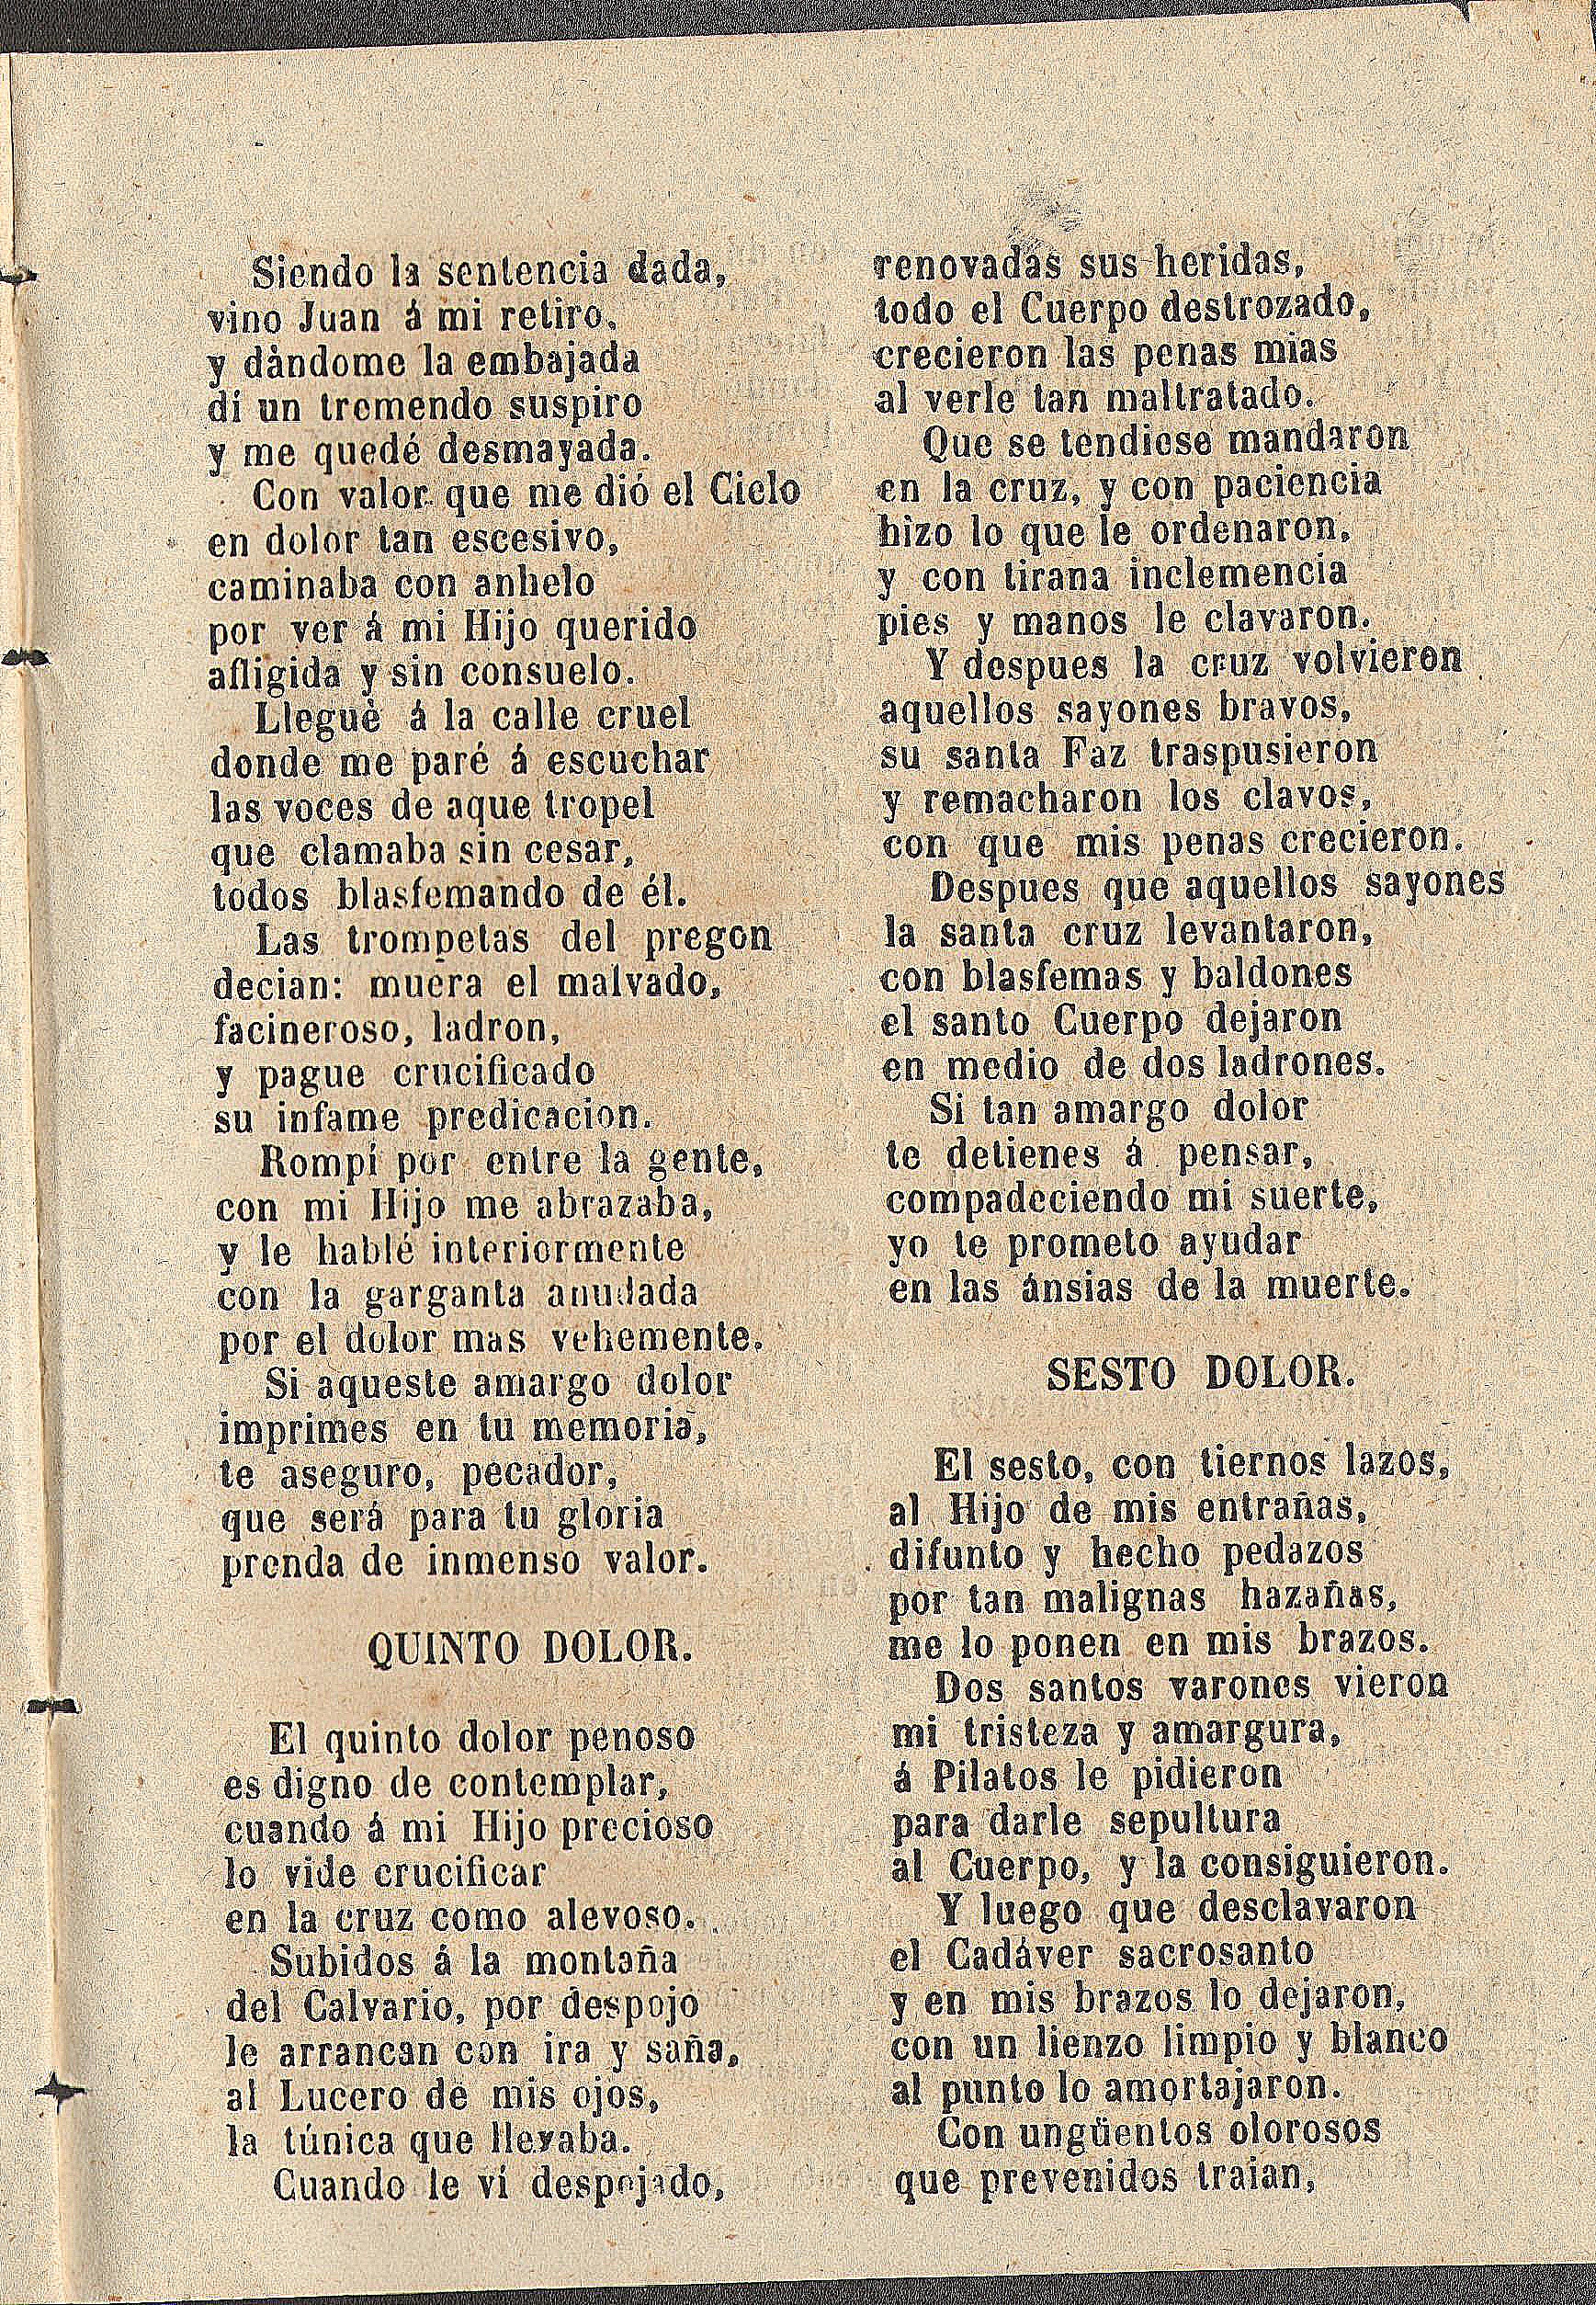 Siendo la sentencia dada,
vino Juan á mi retiro,
y dàndome la embajada
dí un tremendo suspiro
y me quedé desmayada.
Con valor que me dió el Cielo
en dolor tan escesivo,
caminaba con anhelo
por ver á mi Hijo querido
afligida y sin consuelo.
Lleguè á la calle cruel
donde me paré á escuchar
las voces de aque tropel
que clamaba sin cesar,
todos blasfemando de él.
Las trompetas del pregon
decian: muera el malvado,
facineroso, ladron,
y pague crucificado
su infame predicacion.
Rompí por entre la gente,
con mi Hijo me abrazaba,
y le hablé interiormente
con la garganta anudada
por el dolor mas vehemente.
Si aqueste amargo dolor
imprimes en tu memoria,
te aseguro, pecador,
que será para tu gloria
prenda de inmenso valor.
QUINTO DOLOR.
El quinto dolor penoso
es digno de contemplar,
cuando á mi Hijo precioso
lo vide crucificar
en la cruz como alevoso.
Subidos á la montaña
del Calvario, por despojo
le arrancan con ira y saña,
al Lucero de mis ojos,
la túnica que llevaba.
Cuando le ví despojado,
renovadas sus heridas,
todo el Cuerpo destrozado,
crecieron las penas mias
al verle tan maltratado.
Que se tendiese mandaron
en la cruz, y con paciencia
hizo lo que le ordenaron,
y con tirana inclemencia
pies y manos le clavaron.
Y despues la cruz volvieron
aquellos sayones bravos,
su santa Faz traspusieron
y remacharon los clavos,
con que mis penas crecieron.
Despues que aquellos sayones
la santa cruz levantaron,
con blasfemas y baldones
el santo Cuerpo dejaron
en medio de dos ladrones.
Si tan amargo dolor
te detienes á pensar,
compadeciendo mi suerte,
yo te prometo ayudar
en las ánsias de la muerte.
SESTO DOLOR.
El sesto, con tiernos lazos,
al Hijo de mis entrañas,
difunto y hecho pedazos
por tan malignas hazañas,
me lo ponen en mis brazos.
Dos santos varones vieron
mi tristeza y amargura,
á Pilatos le pidieron
para darle sepultura
al Cuerpo, y la consiguieron.
Y luego que desclavaron
el Cadáver sacrosanto
y en mis brazos lo dejaron,
con un lienzo limpio y blanco
al punto lo amortajaron.
Con ungüentos olorosos
que prevenidos traian,